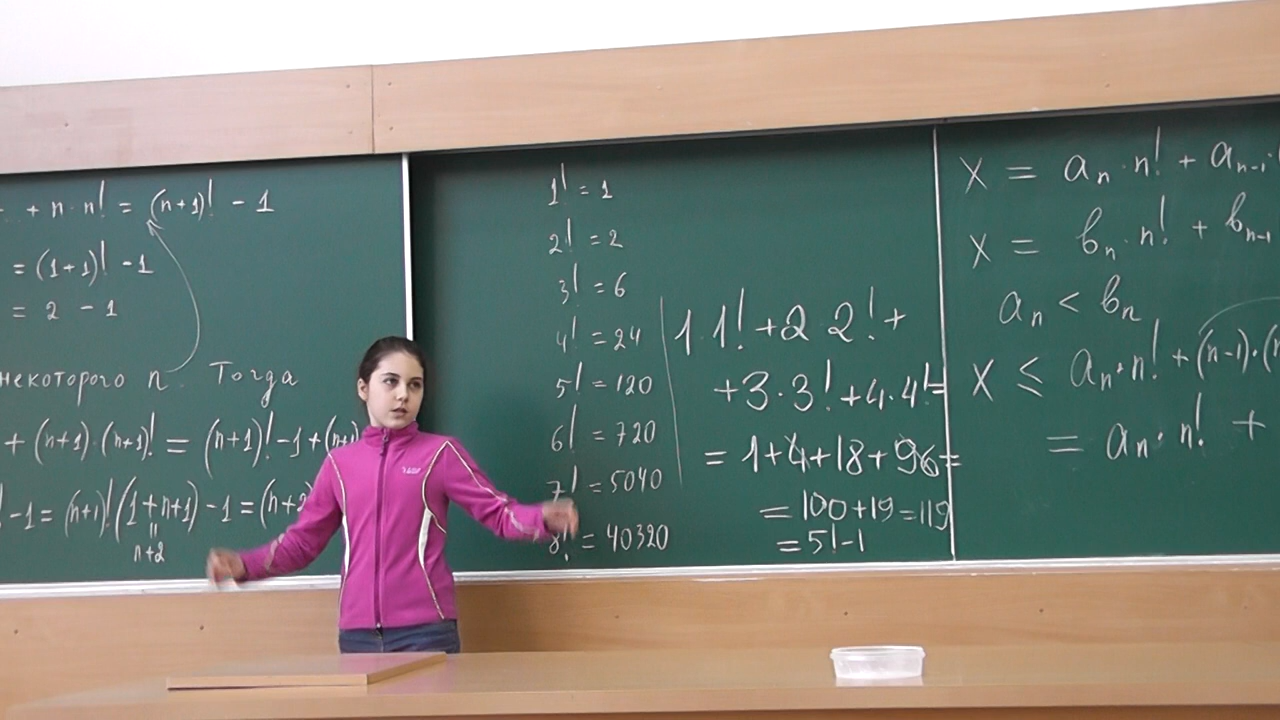 .. + n·n! = (n+1)! - 1
= (1+1)! - 1
= 2 - 1
некоторого n. Тогда
+ (n+1)·(n+1)! = (n+1)! - 1 + (n+1)
! - 1 = (n+1)! (1+n+1) - 1 = (n+2)
n+2
1! = 1
2! = 2
3! = 6
4! = 24
5! = 120
6! = 720
7! = 5040
8! = 40320
1·1! + 2·2! +
+ 3·3! + 4·4! =
= 1+4+18+96=
= 100+19=119
= 5!-1
x = aₙ·n! + aₙ₋₁·
x = bₙ·n! + bₙ₋₁
aₙ < bₙ
x ≤ aₙ·n! + (n-1)·(n
= aₙ·n! +